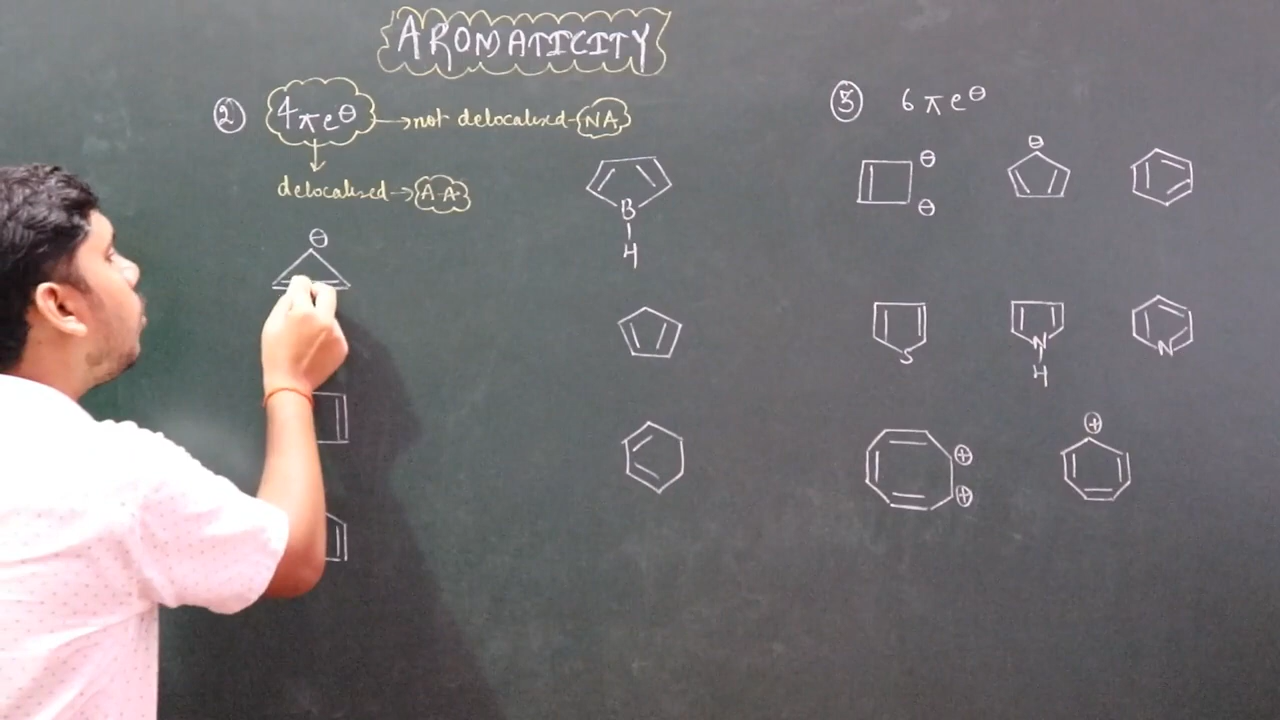 AROMATICITY
② 4πe⊖ → not delocalised - NA
↓
delocalised → A-A.
⊖
B
H
③ 6πe⊖
⊖ ⊖
⊖
S N N
H
⊕ ⊕
⊕